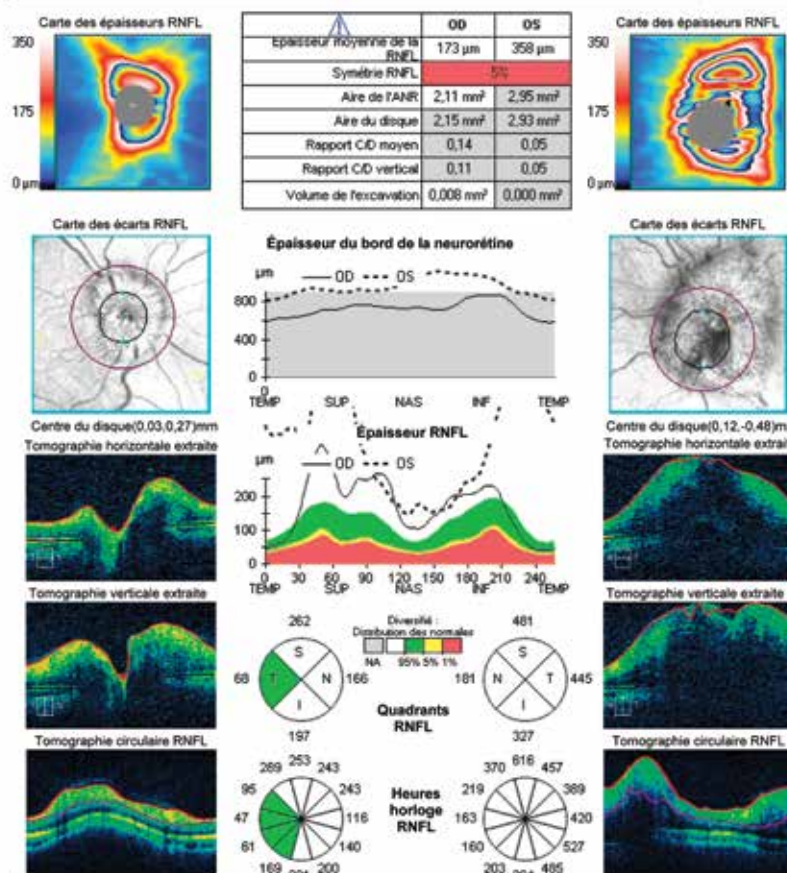 Carte des épaisseurs RNFL
350
175
0 µm
OD OS
Epaisseur moyenne de la RNFL 173 µm 358 µm
Symétrie RNFL 5%
Aire de l'ANR 2,11 mm² 2,95 mm²
Aire du disque 2,15 mm² 2,93 mm²
Rapport C/D moyen 0,14 0,05
Rapport C/D vertical 0,11 0,05
Volume de l'excavation 0,008 mm³ 0,000 mm³
Carte des épaisseurs RNFL
350
175
0 µm
Carte des écarts RNFL
Centre du disque(0,03,0,27)mm
Épaisseur du bord de la neurorétine
µm OD OS
800
400
0
0
TEMP SUP NAS INF TEMP
Carte des écarts RNFL
Centre du disque(0,12,-0,48)m
Tomographie horizontale extraite
Épaisseur RNFL
µm OD OS
200
100
0
0 30 60 90 120 150 180 210 240
TEMP SUP NAS INF TEMP
Tomographie horizontale extrait
Tomographie verticale extraite
Tomographie verticale extrait
262
68 S T N I 166
197
Diversifié :
Distribution des normales
NA 95% 5% 1%
Quadrants
RNFL
481
181 S N T I 445
327
Tomographie circulaire RNFL
253
289 243
95 243
47 116
61 140
169 200
Heures
horloge
RNFL
616
370 457
219 389
163 420
160 527
203 485
Tomographie circulaire RNFL